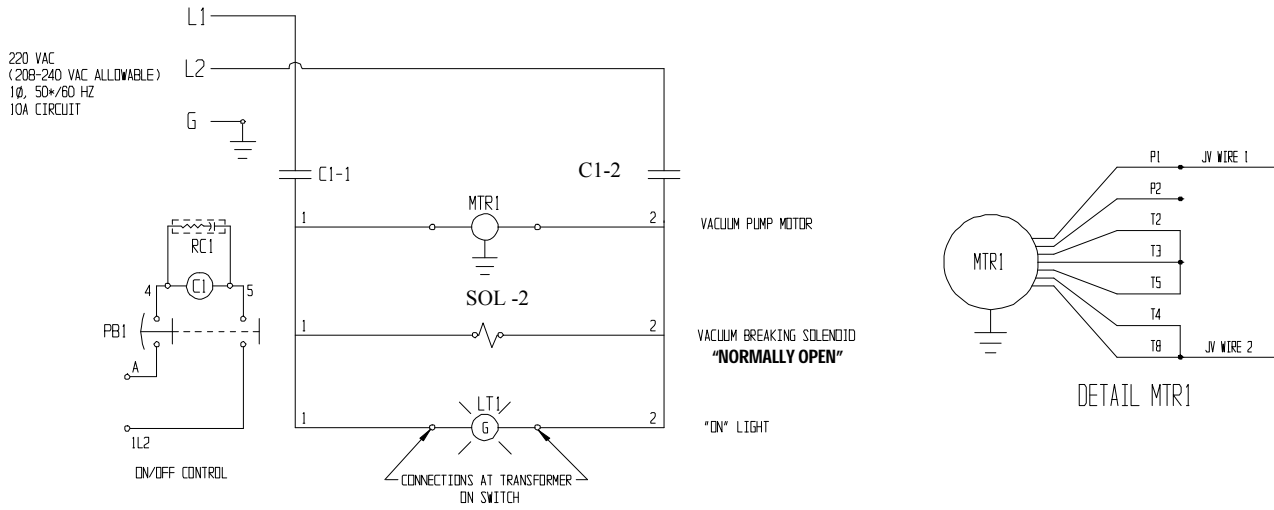 L1
220 VAC
(208-240 VAC ALLOWABLE)
1Ø, 50*/60 HZ
10A CIRCUIT
L2
G
C1-1
C1-2
MTR1
1
2
VACUUM PUMP MOTOR
RC1
C1
4
5
PB1
A
1L2
ON/OFF CONTROL
SOL -2
1
2
VACUUM BREAKING SOLENOID
"NORMALLY OPEN"
LT1
1
G
2
"ON" LIGHT
CONNECTIONS AT TRANSFORMER
ON SWITCH
MTR1
P1
JV WIRE 1
P2
T2
T3
T5
T4
T8
JV WIRE 2
DETAIL MTR1